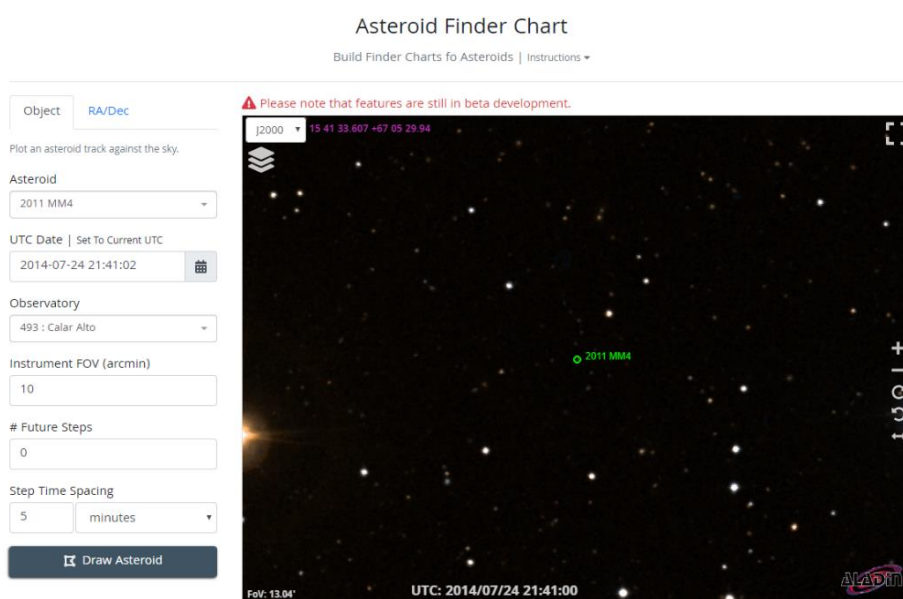 Asteroid Finder Chart
Build Finder Charts fo Asteroids | Instructions
Object RA/Dec
Plot an asteroid track against the sky.
Asteroid
2011 MM4
UTC Date | Set To Current UTC
2014-07-24 21:41:02
Observatory
493 : Calar Alto
Instrument FOV (arcmin)
10
# Future Steps
0
Step Time Spacing
5 minutes
Draw Asteroid
Please note that features are still in beta development.
J2000 15 41 33.607 +67 05 29.94
2011 MM4
FoV: 13.04'
UTC: 2014/07/24 21:41:00
ALADIN